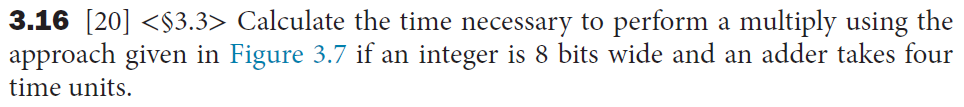 3.16 [20] <§3.3> Calculate the time necessary to perform a multiply using the
approach given in Figure 3.7 if an integer is 8 bits wide and an adder takes four
time units.